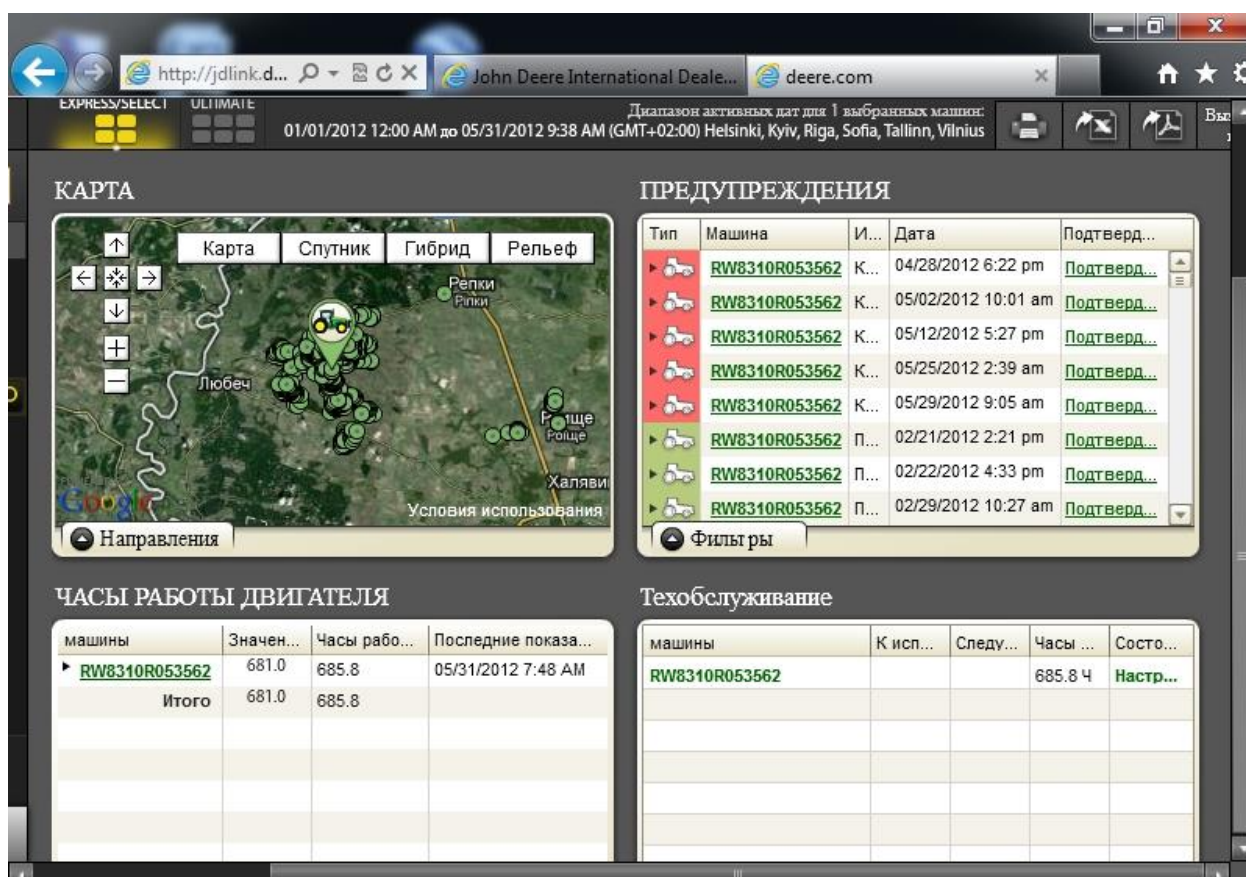 http://jdlink.d...
John Deere International Deale...
deere.com
EXPRESS/SELECT
ULTIMATE
Диапазон активных дат для 1 выбранных машин:
01/01/2012 12:00 AM до 05/31/2012 9:38 AM (GMT+02:00) Helsinki, Kyiv, Riga, Sofia, Tallinn, Vilnius
КАРТА
Карта Спутник Гибрид Рельеф
Репки
Ріпки
Любеч
Роище
Роїще
Халяви
Google
Условия использования
Направления
ПРЕДУПРЕЖДЕНИЯ
Тип Машина И... Дата Подтверд...
RW8310R053562 К... 04/28/2012 6:22 pm Подтверд...
RW8310R053562 К... 05/02/2012 10:01 am Подтверд...
RW8310R053562 К... 05/12/2012 5:27 pm Подтверд...
RW8310R053562 К... 05/25/2012 2:39 am Подтверд...
RW8310R053562 К... 05/29/2012 9:05 am Подтверд...
RW8310R053562 П... 02/21/2012 2:21 pm Подтверд...
RW8310R053562 П... 02/22/2012 4:33 pm Подтверд...
RW8310R053562 П... 02/29/2012 10:27 am Подтверд...
Фильтры
ЧАСЫ РАБОТЫ ДВИГАТЕЛЯ
машины Значен... Часы рабо... Последние показа...
RW8310R053562 681.0 685.8 05/31/2012 7:48 AM
Итого 681.0 685.8
Техобслуживание
машины К исп... Следу... Часы ... Состо...
RW8310R053562 685.8 Ч Настр...